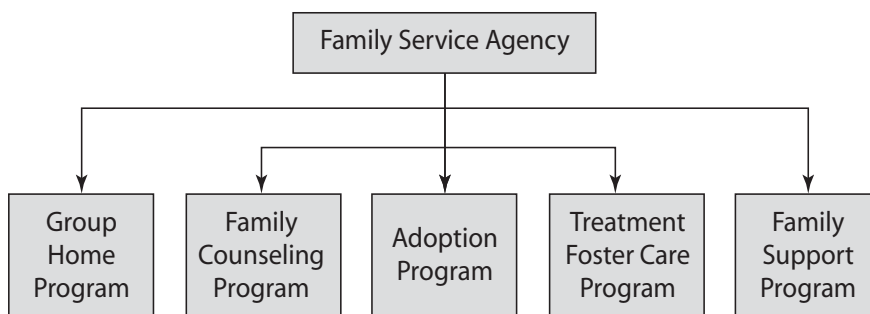 Family Service Agency
Group
Home
Program
Family
Counseling
Program
Adoption
Program
Treatment
Foster Care
Program
Family
Support
Program